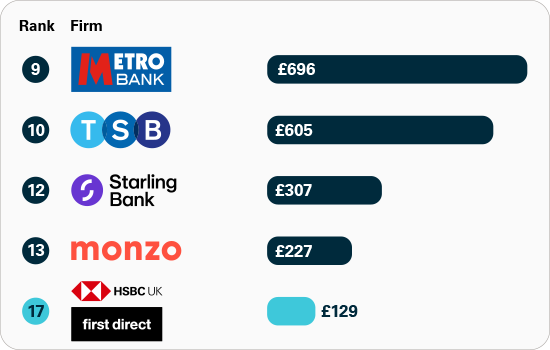 Rank Firm
9 METRO BANK £696
10 TSB £605
12 Starling Bank £307
13 monzo £227
17 HSBC UK first direct £129